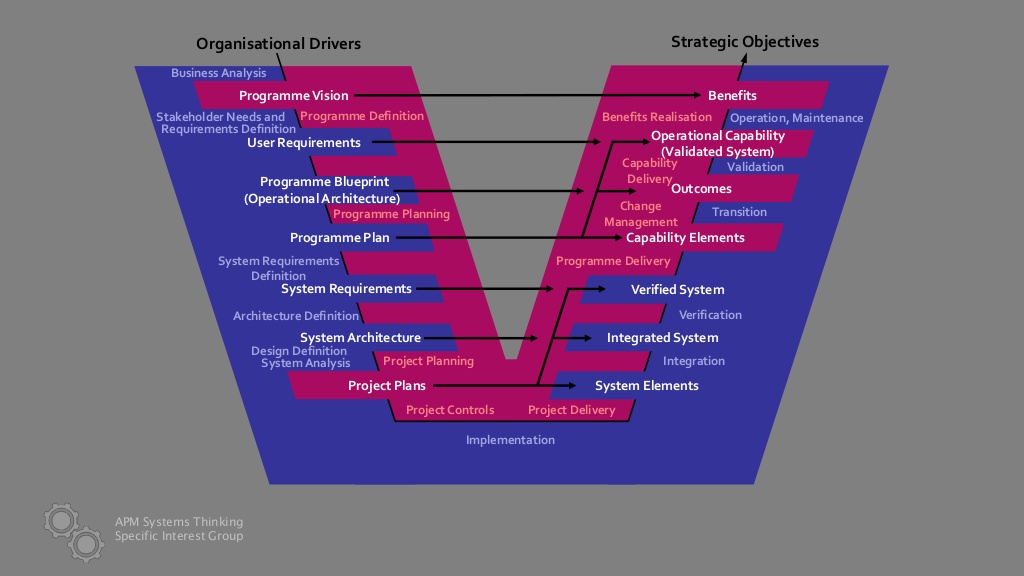 Organisational Drivers
Strategic Objectives
Business Analysis
Programme Vision
Benefits
Stakeholder Needs and
Requirements Definition
Programme Definition
Benefits Realisation
Operation, Maintenance
User Requirements
Operational Capability
(Validated System)
Capability
Delivery
Validation
Programme Blueprint
(Operational Architecture)
Outcomes
Programme Planning
Change
Management
Transition
Programme Plan
Capability Elements
System Requirements
Definition
Programme Delivery
System Requirements
Verified System
Architecture Definition
Verification
System Architecture
Integrated System
Design Definition
System Analysis
Project Planning
Integration
Project Plans
System Elements
Project Controls
Project Delivery
Implementation
APM Systems Thinking
Specific Interest Group